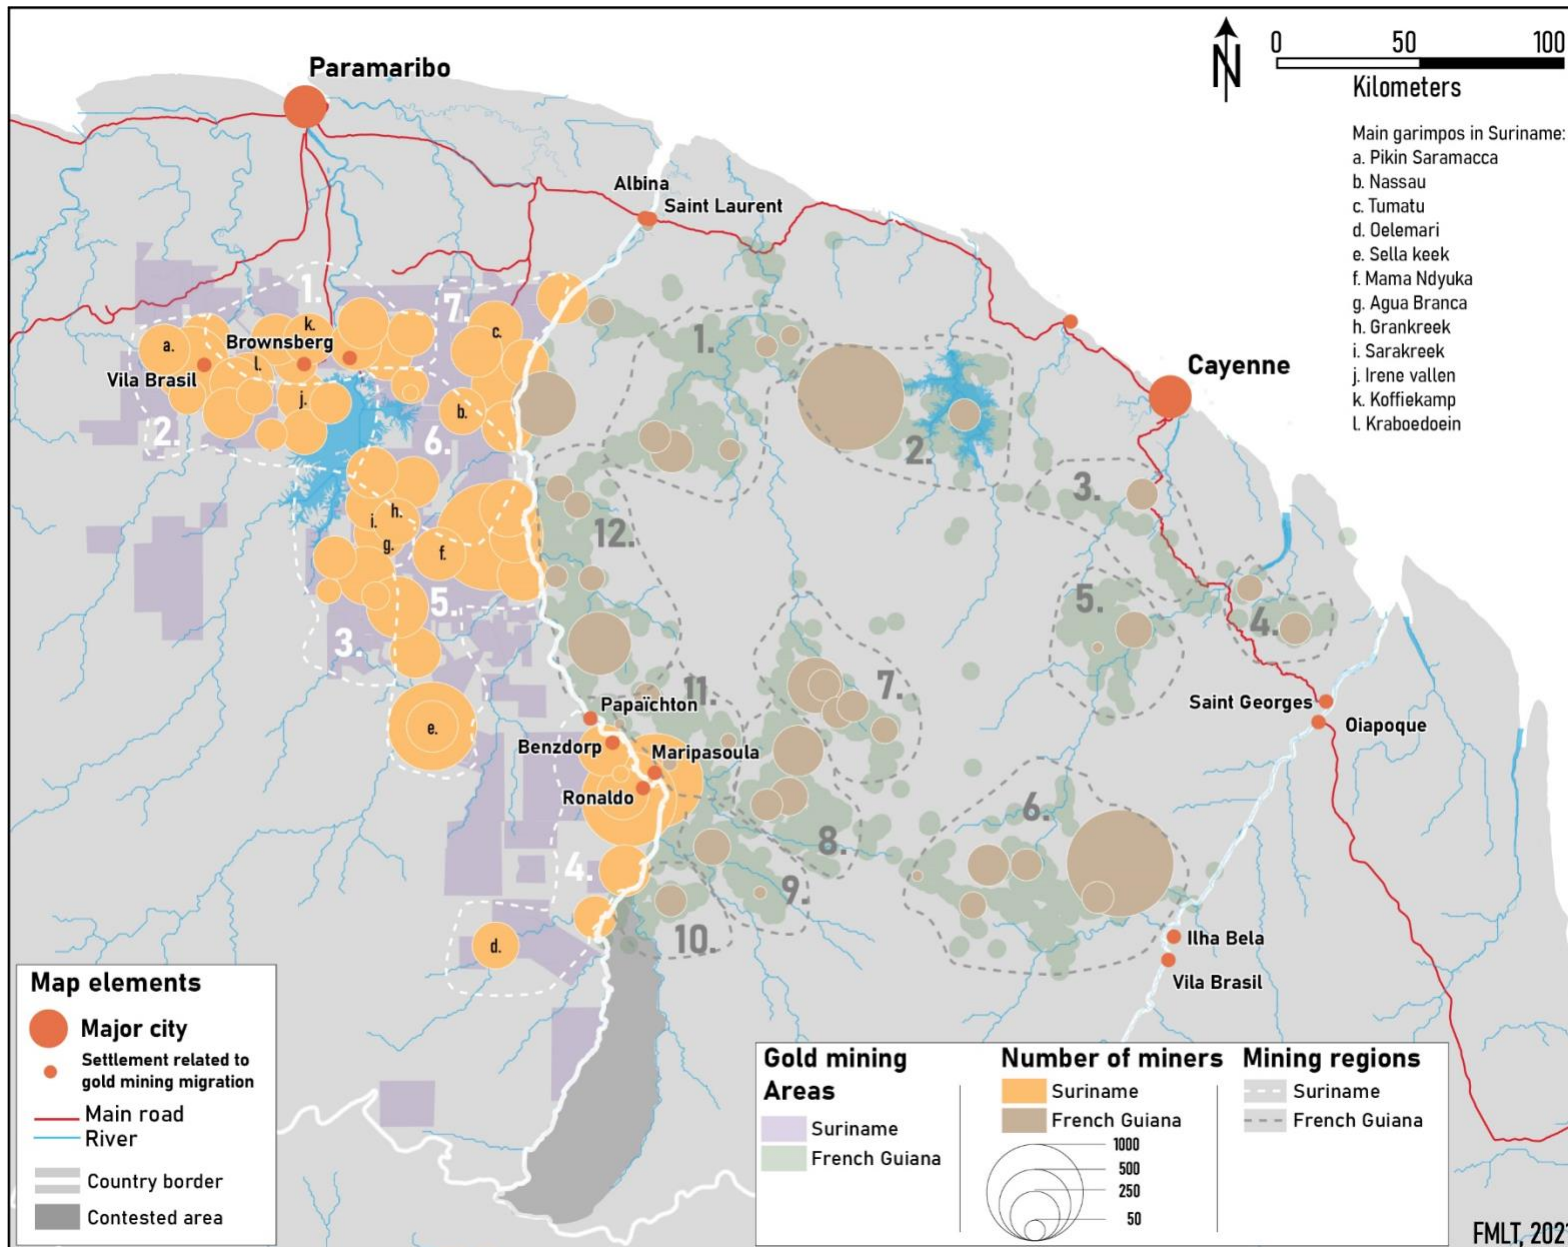 Paramaribo
0 50 100
N
Kilometers
Main garimpos in Suriname:
a. Pikin Saramacca
b. Nassau
c. Tumatu
d. Oelemari
e. Sella keek
f. Mama Ndyuka
g. Agua Branca
h. Grankreek
i. Sarakreek
j. Irene vallen
k. Koffiekamp
l. Kraboedoein
Albina
Saint Laurent
1.
7.
k.
c.
1.
a.
Brownsberg
l.
Vila Brasil
Cayenne
j.
b.
2.
6.
2.
3.
h.
i.
12.
g.
f.
5.
5.
4.
3.
11.
7.
Papaïchton
Saint Georges
e.
Benzdorp
Maripasoula
Oiapoque
Ronaldo
6.
8.
4.
9.
10.
d.
Ilha Bela
Vila Brasil
Map elements
Major city
Settlement related to
gold mining migration
Main road
River
Country border
Contested area
Gold mining
Areas
Suriname
French Guiana
Number of miners
Suriname
French Guiana
1000
500
250
50
Mining regions
Suriname
French Guiana